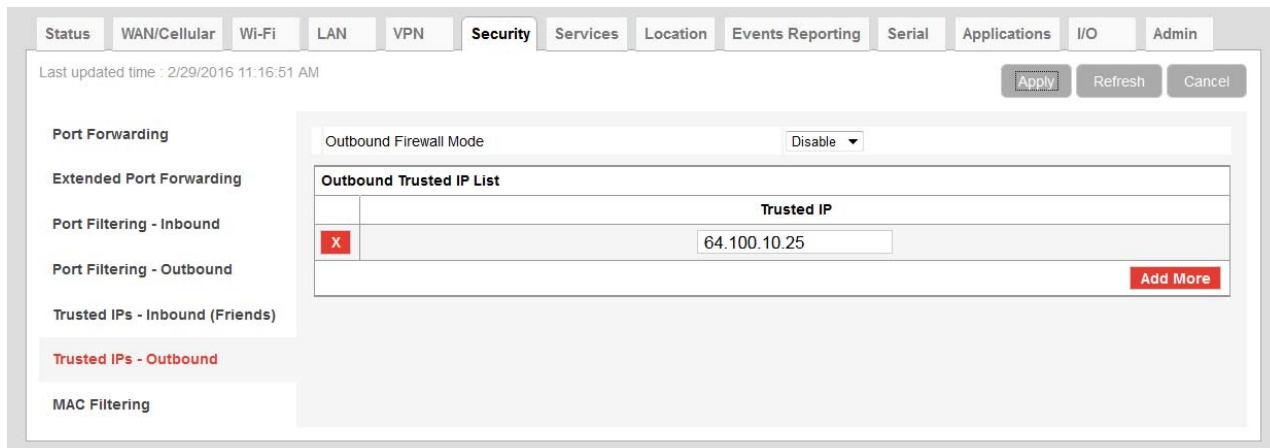 Status WAN/Cellular Wi-Fi LAN VPN Security Services Location Events Reporting Serial Applications I/O Admin
Last updated time : 2/29/2016 11:16:51 AM
Apply Refresh Cancel
Port Forwarding
Extended Port Forwarding
Port Filtering - Inbound
Port Filtering - Outbound
Trusted IPs - Inbound (Friends)
Trusted IPs - Outbound
MAC Filtering
Outbound Firewall Mode Disable
Outbound Trusted IP List
Trusted IP
X 64.100.10.25
Add More